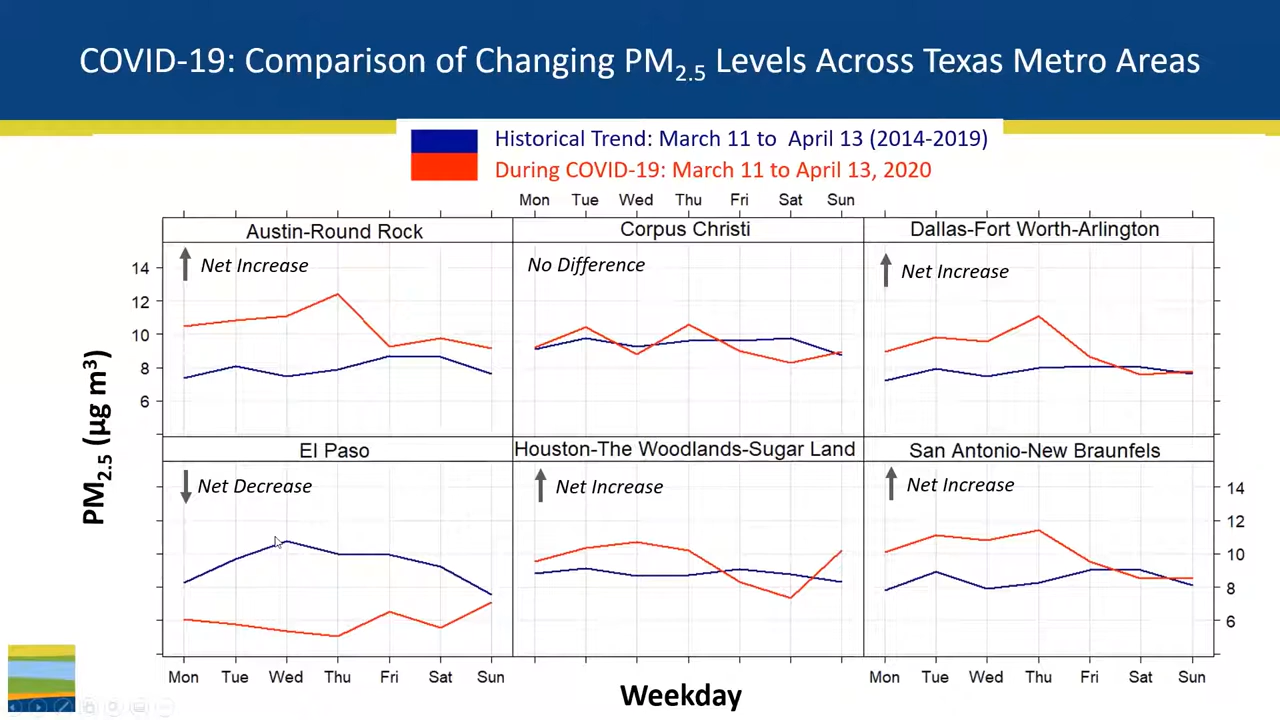 COVID-19: Comparison of Changing PM2.5 Levels Across Texas Metro Areas
Historical Trend: March 11 to April 13 (2014-2019)
During COVID-19: March 11 to April 13, 2020
Mon Tue Wed Thu Fri Sat Sun
Austin-Round Rock
Corpus Christi
Dallas-Fort Worth-Arlington
Net Increase
No Difference
Net Increase
14
12
10
8
6
El Paso
Houston-The Woodlands-Sugar Land
San Antonio-New Braunfels
Net Decrease
Net Increase
Net Increase
14
12
10
8
6
PM2.5 (µg m3)
Mon Tue Wed Thu Fri Sat Sun
Mon Tue Wed Thu Fri Sat Sun
Weekday